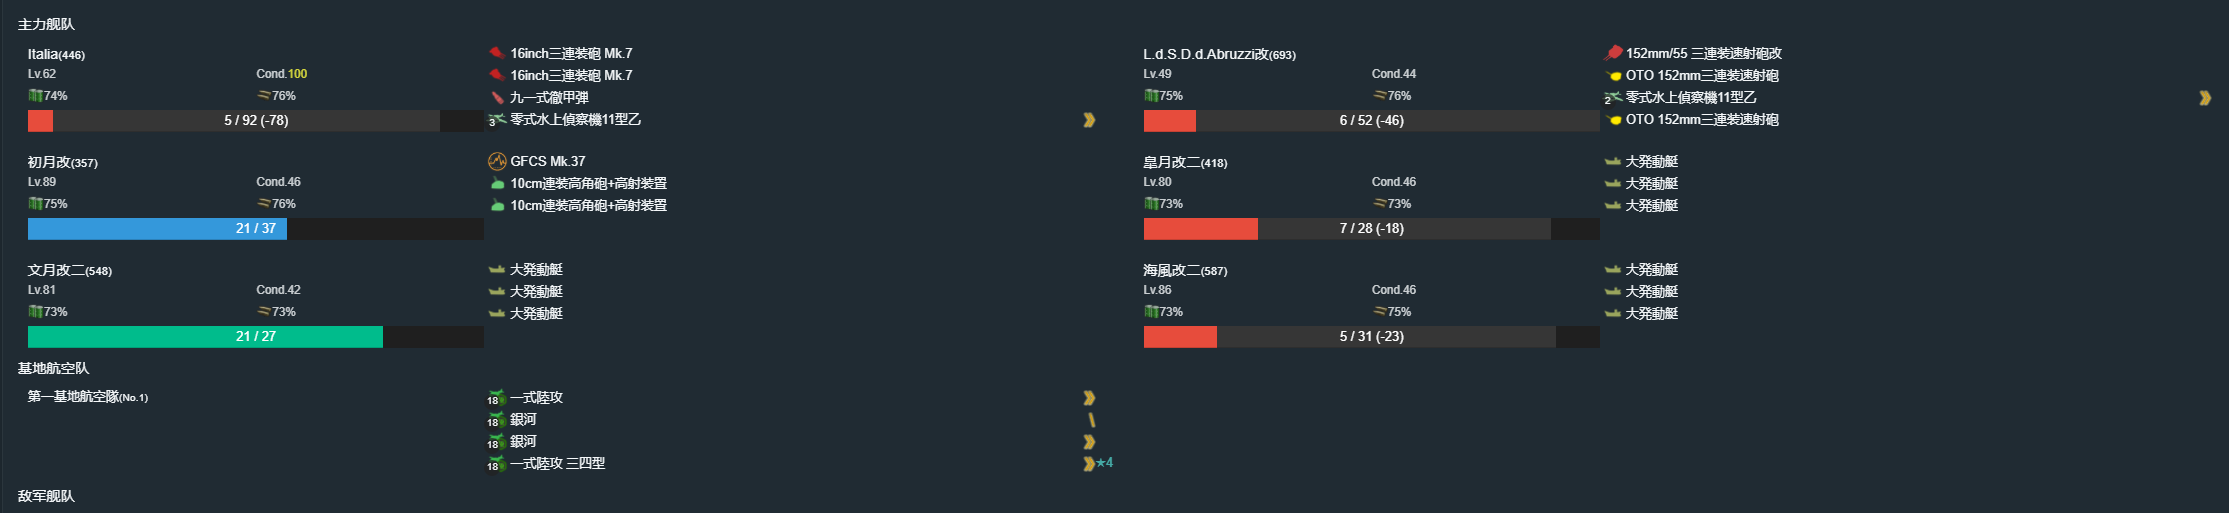 主力舰队
Italia(446)
Lv.62 Cond.100
74% 76%
5 / 92 (-78)
16inch三連装砲 Mk.7
16inch三連装砲 Mk.7
九一式徹甲弾
3 零式水上偵察機11型乙
L.d.S.D.d.Abruzzi改(693)
Lv.49 Cond.44
75% 76%
6 / 52 (-46)
152mm/55 三連装速射砲改
OTO 152mm三連装速射砲
2 零式水上偵察機11型乙
OTO 152mm三連装速射砲
初月改(357)
Lv.89 Cond.46
75% 76%
21 / 37
GFCS Mk.37
10cm連装高角砲+高射装置
10cm連装高角砲+高射装置
皐月改二(418)
Lv.80 Cond.46
73% 73%
7 / 28 (-18)
大発動艇
大発動艇
大発動艇
文月改二(548)
Lv.81 Cond.42
73% 73%
21 / 27
大発動艇
大発動艇
大発動艇
海風改二(587)
Lv.86 Cond.46
73% 75%
5 / 31 (-23)
大発動艇
大発動艇
大発動艇
基地航空队
第一基地航空隊(No.1)
18 一式陸攻
18 銀河
18 銀河
18 一式陸攻 三四型 ★4
敌军舰队